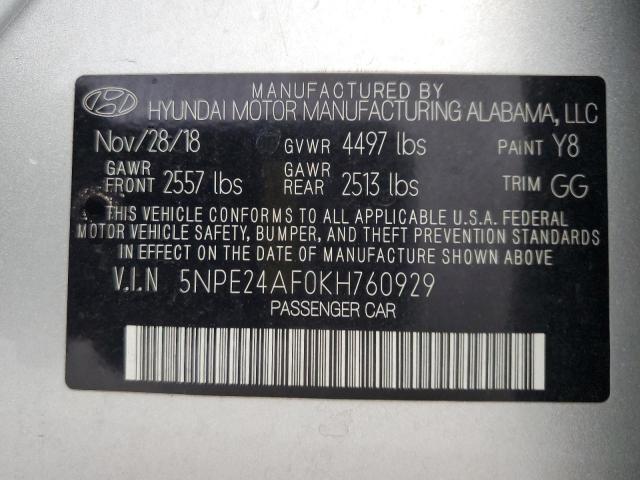 MANUFACTURED BY
HYUNDAI MOTOR MANUFACTURING ALABAMA, LLC
Nov/28/18 GVWR 4497 lbs PAINT Y8
GAWR FRONT 2557 lbs GAWR REAR 2513 lbs TRIM GG
THIS VEHICLE CONFORMS TO ALL APPLICABLE U.S.A. FEDERAL
MOTOR VEHICLE SAFETY, BUMPER, AND THEFT PREVENTION STANDARDS
IN EFFECT ON THE DATE OF MANUFACTURE SHOWN ABOVE
V.I.N 5NPE24AF0KH760929
PASSENGER CAR